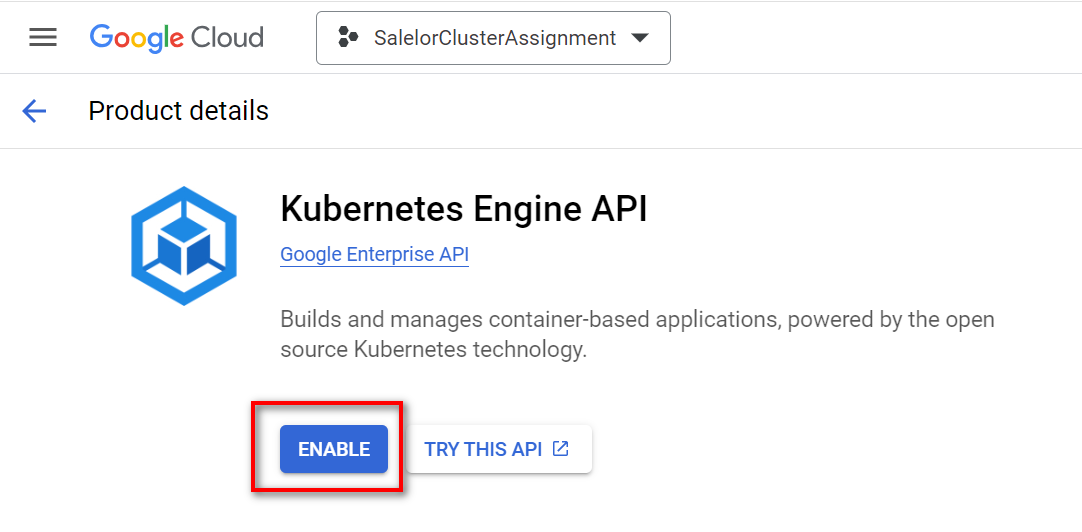 Google Cloud
SalelorClusterAssignment
Product details
Kubernetes Engine API
Google Enterprise API
Builds and manages container-based applications, powered by the open
source Kubernetes technology.
ENABLE
TRY THIS API